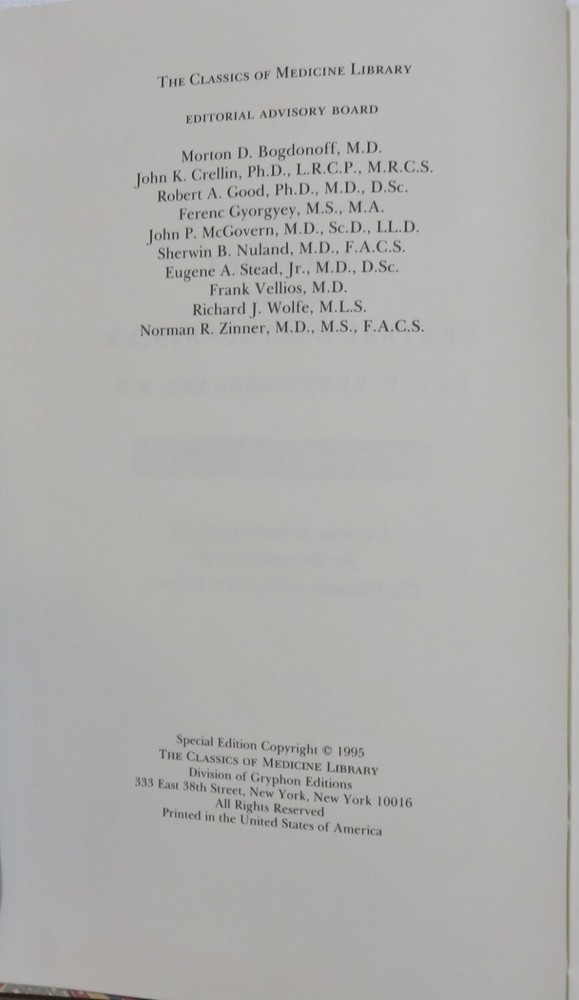 THE CLASSICS OF MEDICINE LIBRARY
EDITORIAL ADVISORY BOARD
Morton D. Bogdonoff, M.D.
John K. Crellin, Ph.D., L.R.C.P., M.R.C.S.
Robert A. Good, Ph.D., M.D., D.Sc.
Ferenc Gyorgyey, M.S., M.A.
John P. McGovern, M.D., Sc.D., LL.D.
Sherwin B. Nuland, M.D., F.A.C.S.
Eugene A. Stead, Jr., M.D., D.Sc.
Frank Vellios, M.D.
Richard J. Wolfe, M.L.S.
Norman R. Zinner, M.D., M.S., F.A.C.S.
Special Edition Copyright © 1995
THE CLASSICS OF MEDICINE LIBRARY
Division of Gryphon Editions
333 East 38th Street, New York, New York 10016
All Rights Reserved
Printed in the United States of America